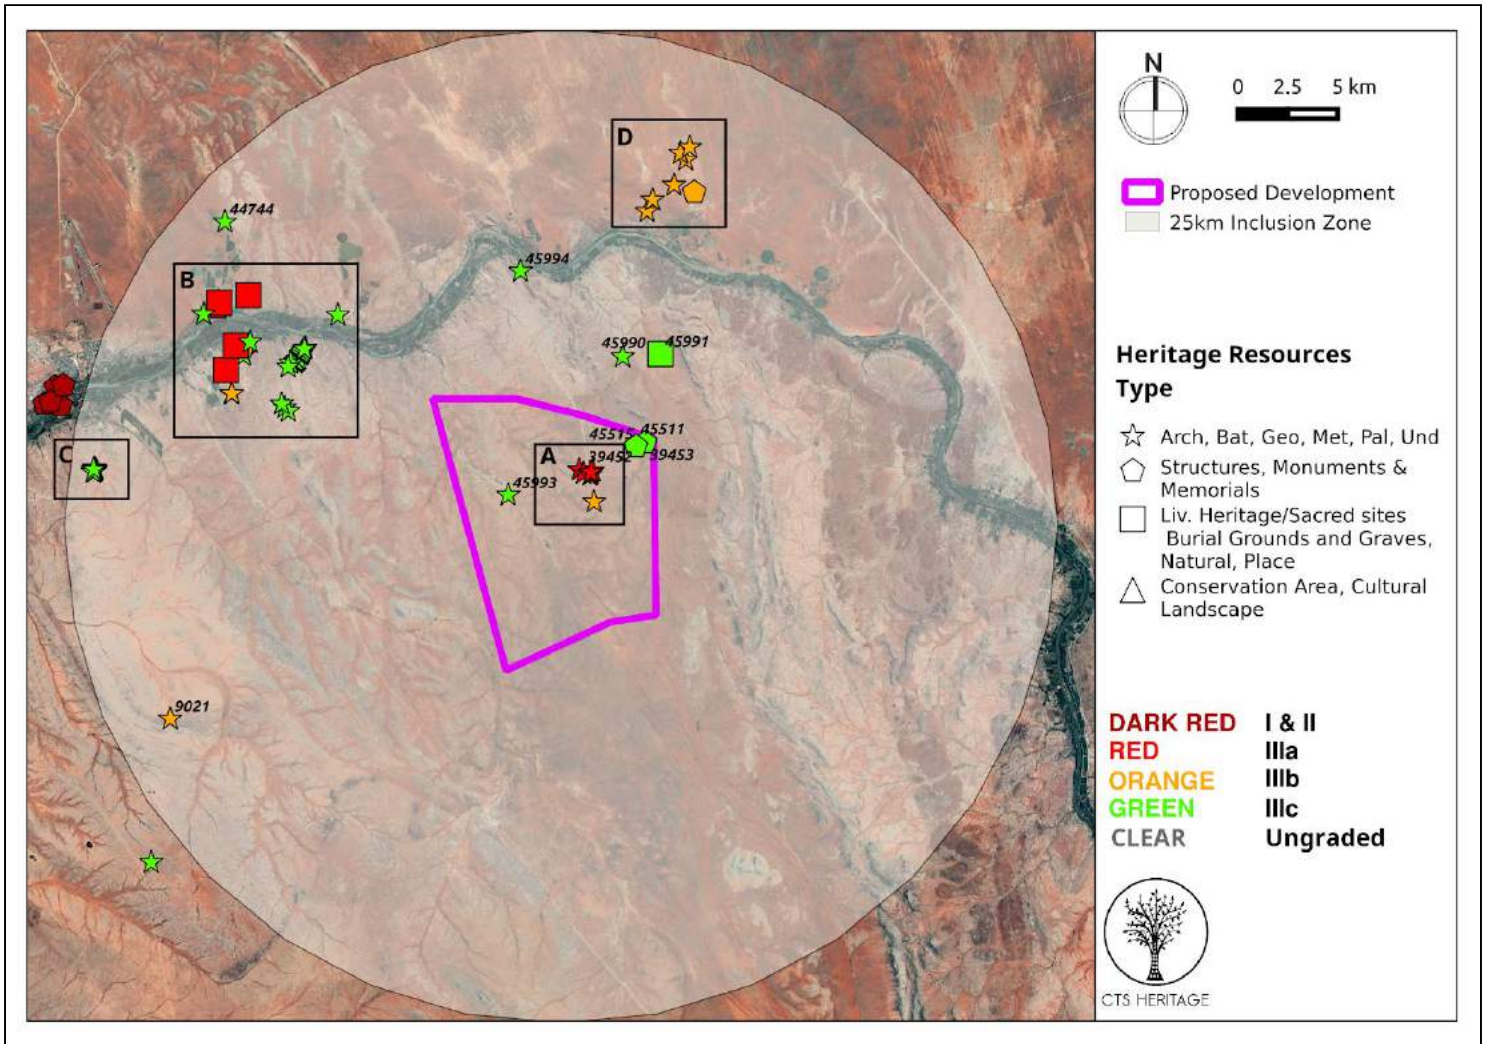 D
44744
45994
B
45990
45991
45515
45511
A
39452
39453
C
45993
9021
N
0 2.5 5 km
Proposed Development
25km Inclusion Zone
Heritage Resources
Type
Arch, Bat, Geo, Met, Pal, Und
Structures, Monuments &
Memorials
Liv. Heritage/Sacred sites
Burial Grounds and Graves,
Natural, Place
Conservation Area, Cultural
Landscape
DARK RED I & II
RED IIIa
ORANGE IIIb
GREEN IIIc
CLEAR Ungraded
CTS HERITAGE